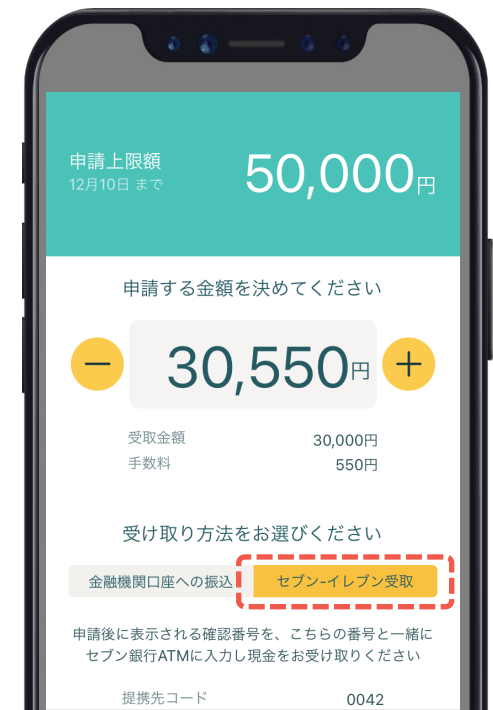 申請上限額
12月10日 まで
50,000円
申請する金額を決めてください
30,550円
受取金額 30,000円
手数料 550円
受け取り方法をお選びください
金融機関口座への振込 セブン-イレブン受取
申請後に表示される確認番号を、こちらの番号と一緒に
セブン銀行ATMに入力し現金をお受け取りください
提携先コード 0042